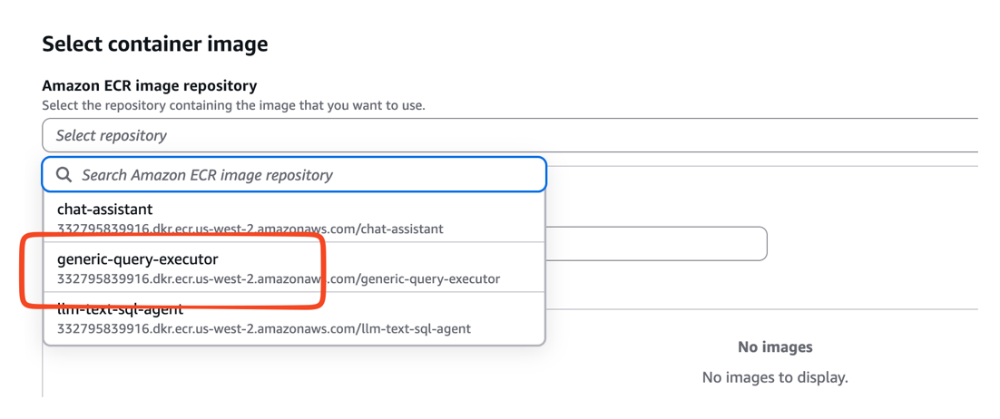 Select container image
Amazon ECR image repository
Select the repository containing the image that you want to use.
Select repository
Search Amazon ECR image repository
chat-assistant
332795839916.dkr.ecr.us-west-2.amazonaws.com/chat-assistant
generic-query-executor
332795839916.dkr.ecr.us-west-2.amazonaws.com/generic-query-executor
llm-text-sql-agent
332795839916.dkr.ecr.us-west-2.amazonaws.com/llm-text-sql-agent
No images
No images to display.